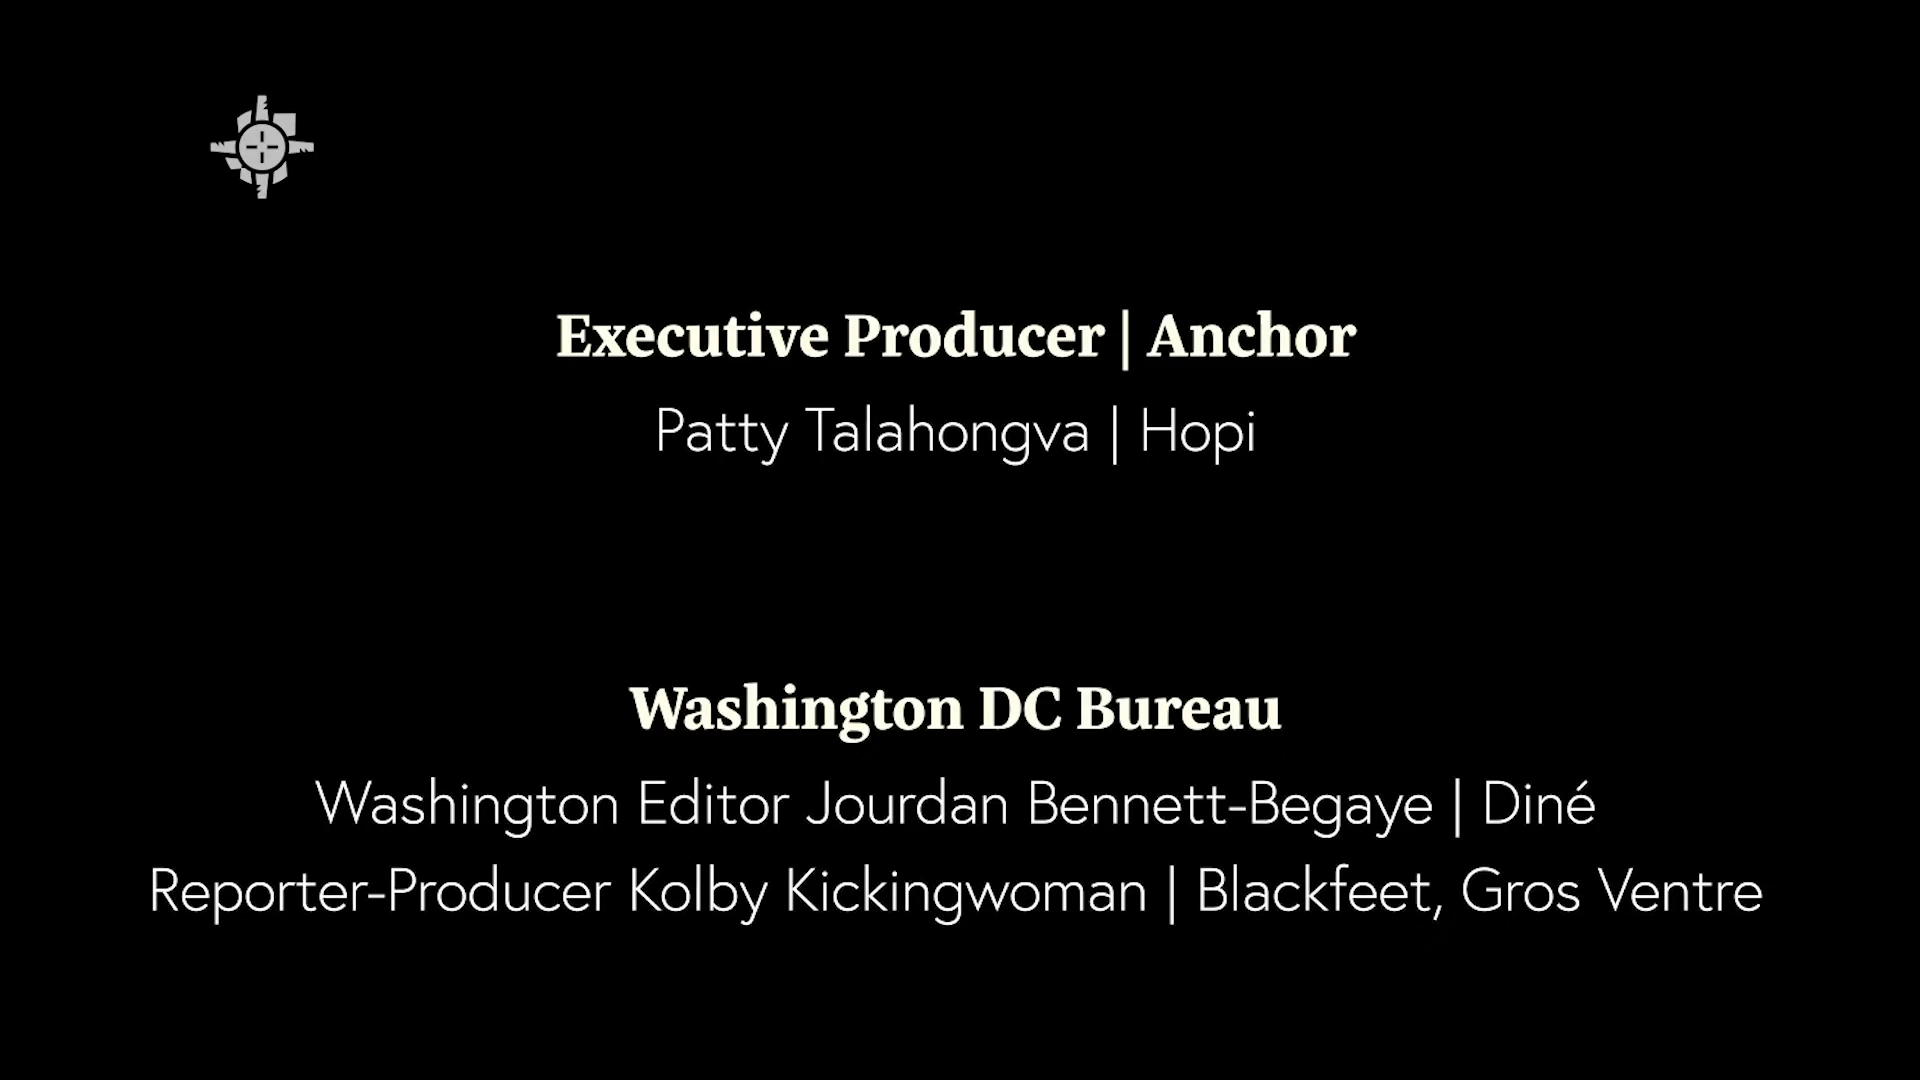 Executive Producer | Anchor
Patty Talahongva | Hopi
Washington DC Bureau
Washington Editor Jourdan Bennett-Begaye | Diné
Reporter-Producer Kolby Kickingwoman | Blackfeet, Gros Ventre